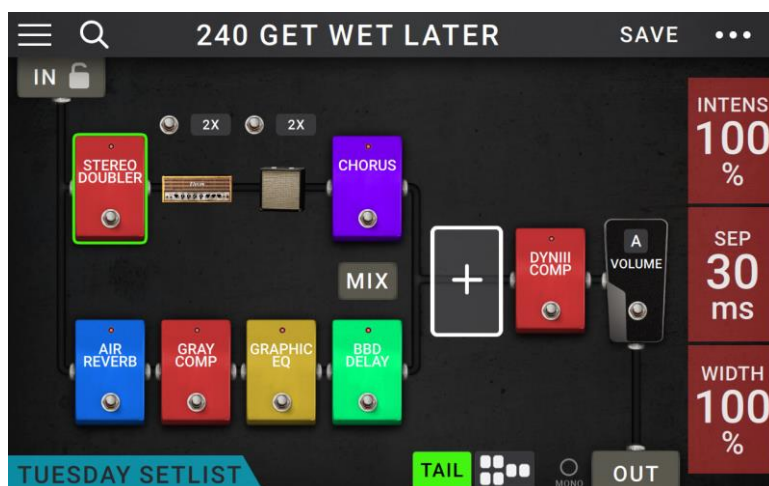 240 GET WET LATER
SAVE
IN
2X
2X
STEREO
DOUBLER
CHORUS
MIX
DYNIII
COMP
A
VOLUME
AIR
REVERB
GRAY
COMP
GRAPHIC
EQ
BBD
DELAY
INTENS
100
%
SEP
30
ms
WIDTH
100
%
TUESDAY SETLIST
TAIL
MONO
OUT